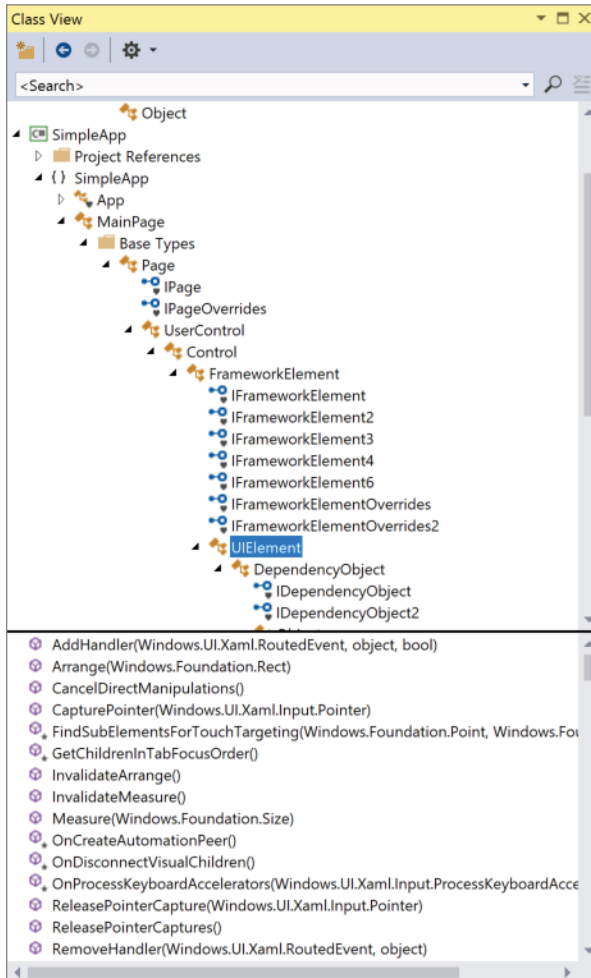 Class View
<Search>
Object
C# SimpleApp
Project References
{ } SimpleApp
App
MainPage
Base Types
Page
IPage
IPageOverrides
UserControl
Control
FrameworkElement
IFrameworkElement
IFrameworkElement2
IFrameworkElement3
IFrameworkElement4
IFrameworkElement6
IFrameworkElementOverrides
IFrameworkElementOverrides2
UIElement
DependencyObject
IDependencyObject
IDependencyObject2
AddHandler(Windows.UI.Xaml.RoutedEvent, object, bool)
Arrange(Windows.Foundation.Rect)
CancelDirectManipulations()
CapturePointer(Windows.UI.Xaml.Input.Pointer)
FindSubElementsForTouchTargeting(Windows.Foundation.Point, Windows.Fou
GetChildrenInTabFocusOrder()
InvalidateArrange()
InvalidateMeasure()
Measure(Windows.Foundation.Size)
OnCreateAutomationPeer()
OnDisconnectVisualChildren()
OnProcessKeyboardAccelerators(Windows.UI.Xaml.Input.ProcessKeyboardAcce
ReleasePointerCapture(Windows.UI.Xaml.Input.Pointer)
ReleasePointerCaptures()
RemoveHandler(Windows.UI.Xaml.RoutedEvent, object)